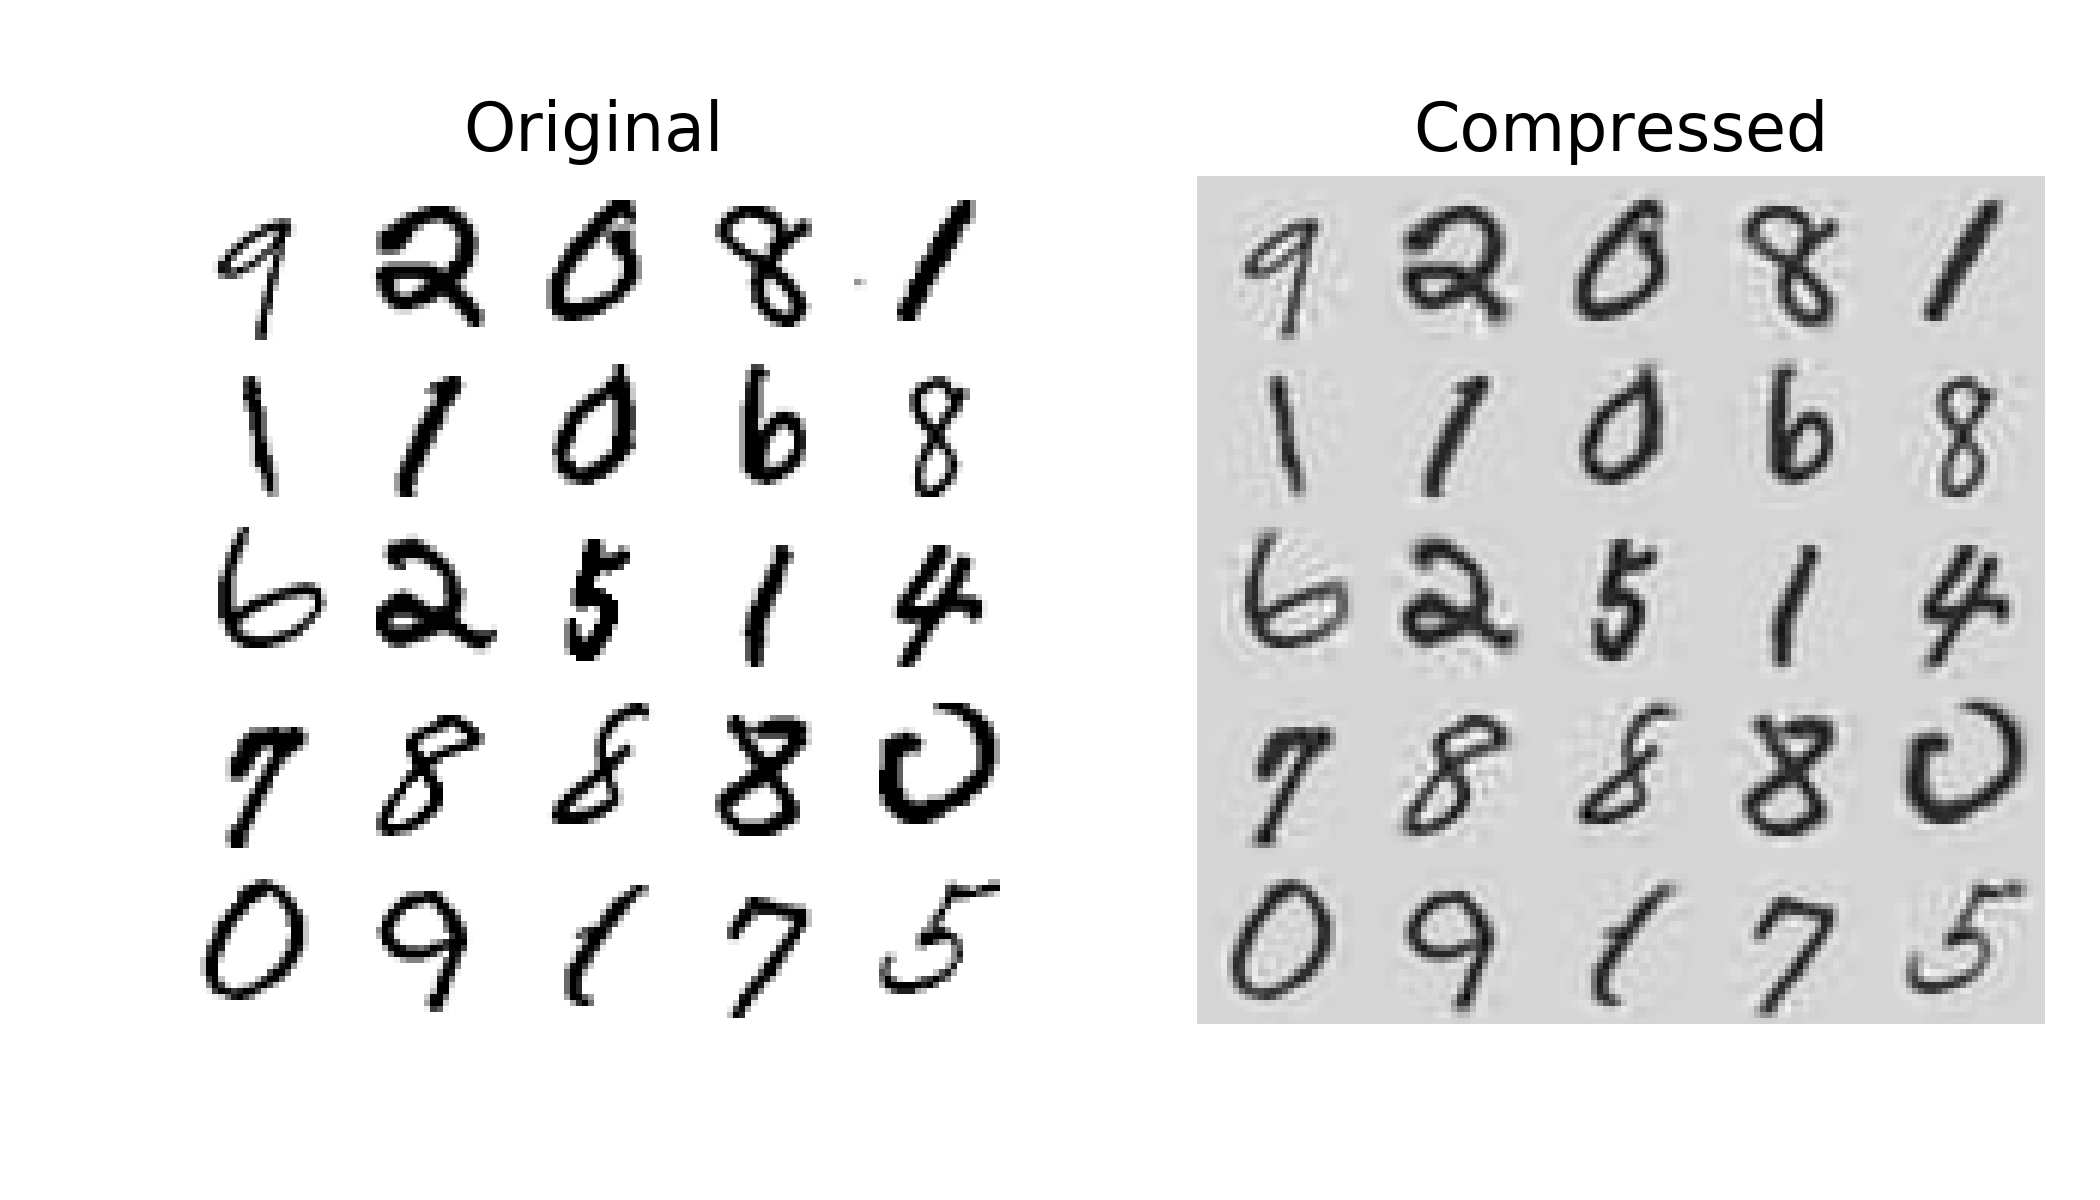 Original Compressed
9 2 0 8 1 9 2 0 8 1
1 1 0 6 8 1 1 0 6 8
6 2 5 1 4 6 2 5 1 4
7 8 8 8 0 7 8 8 8 0
0 9 1 7 5 0 9 1 7 5